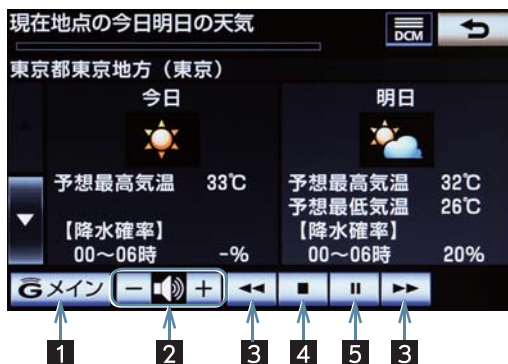 現在地点の今日明日の天気
DCM
東京都東京地方（東京）
今日
明日
予想最高気温 33℃
予想最高気温 32℃
予想最低気温 26℃
【降水確率】
00～06時 -%
【降水確率】
00～06時 20%
Gメイン
1 2 3 4 5 3